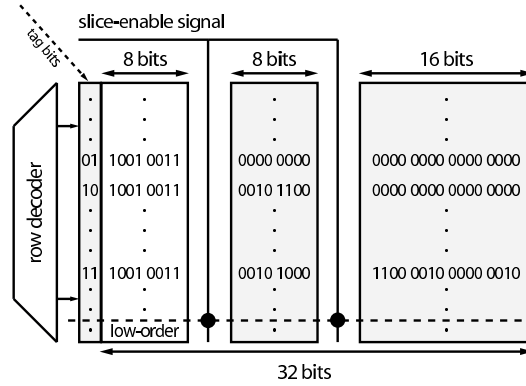 slice-enable signal
tag bits
8 bits 8 bits 16 bits
row decoder
01 1001 0011 0000 0000 0000 0000 0000 0000
10 1001 0011 0010 1100 0000 0000 0000 0000
11 1001 0011 0010 1000 1100 0010 0000 0010
low-order
32 bits